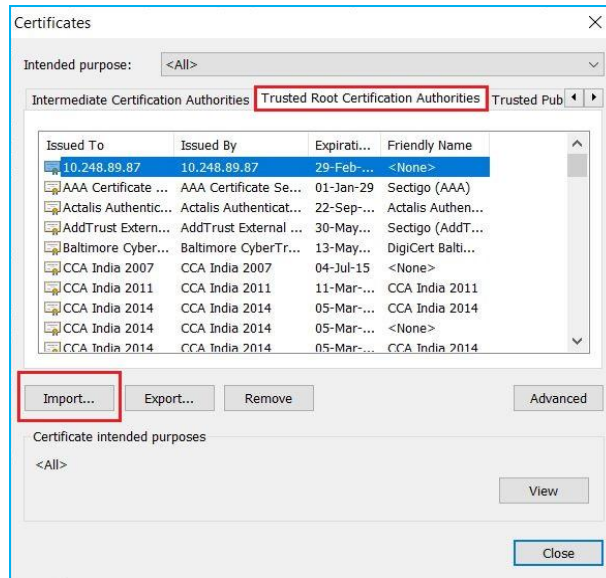 Certificates
Intended purpose: <All>
Intermediate Certification Authorities Trusted Root Certification Authorities Trusted Pub
Issued To Issued By Expirati... Friendly Name
10.248.89.87 10.248.89.87 29-Feb-... <None>
AAA Certificate ... AAA Certificate Se... 01-Jan-29 Sectigo (AAA)
Actalis Authentic... Actalis Authenticat... 22-Sep-... Actalis Authen...
AddTrust Extern... AddTrust External ... 30-May... Sectigo (AddT...
Baltimore Cyber... Baltimore CyberTr... 13-May... DigiCert Balti...
CCA India 2007 CCA India 2007 04-Jul-15 <None>
CCA India 2011 CCA India 2011 11-Mar-... CCA India 2011
CCA India 2014 CCA India 2014 05-Mar-... CCA India 2014
CCA India 2014 CCA India 2014 05-Mar-... <None>
CCA India 2014 CCA India 2014 05-Mar-... CCA India 2014
Import... Export... Remove Advanced
Certificate intended purposes
<All>
View
Close